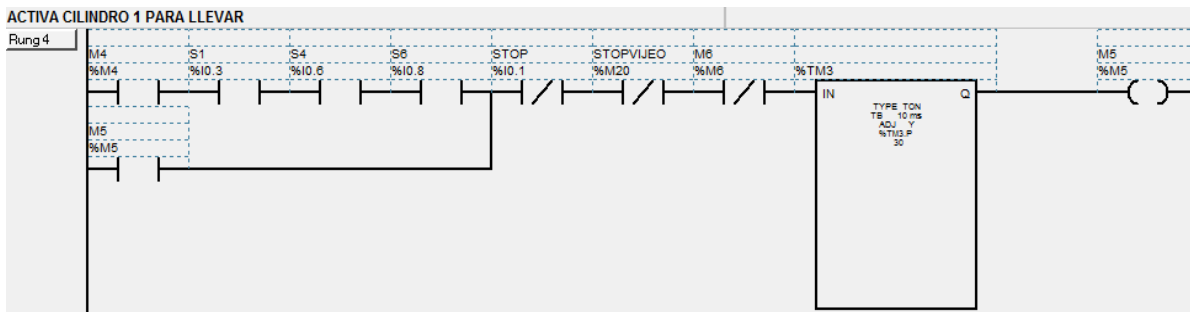 ACTIVA CILINDRO 1 PARA LLEVAR
Rung 4
M4 S1 S4 S6 STOP STOPVIJEO M6 M5
%M4 %I0.3 %I0.6 %I0.8 %I0.1 %M20 %M6 %TM3 %M5
IN Q
TYPE TON
TB 10 ms
ADJ Y
%TM3.P
30
M5
%M5